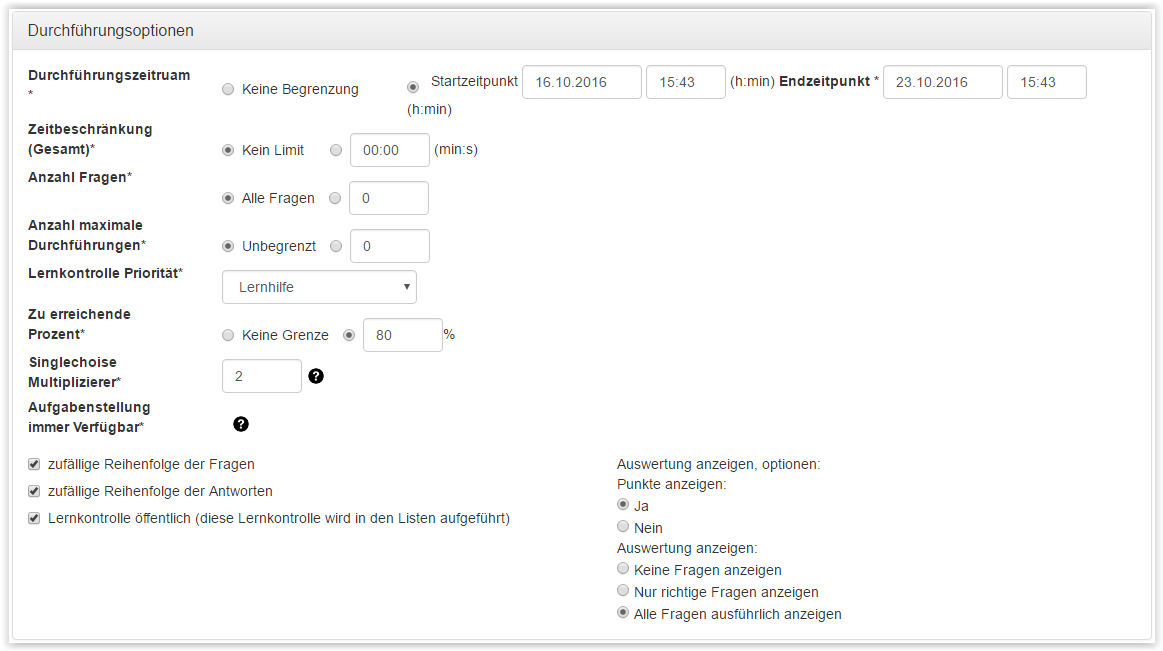 Durchführungsoptionen
Durchführungszeitruam
*
Keine Begrenzung
Startzeitpunkt 16.10.2016 15:43 (h:min) Endzeitpunkt * 23.10.2016 15:43
(h:min)
Zeitbeschränkung
(Gesamt)*
Kein Limit 00:00 (min:s)
Anzahl Fragen*
Alle Fragen 0
Anzahl maximale
Durchführungen*
Unbegrenzt 0
Lernkontrolle Priorität*
Lernhilfe
Zu erreichende
Prozent*
Keine Grenze 80 %
Singlechoise
Multiplizierer*
2 ?
Aufgabenstellung
immer Verfügbar*
?
zufällige Reihenfolge der Fragen
zufällige Reihenfolge der Antworten
Lernkontrolle öffentlich (diese Lernkontrolle wird in den Listen aufgeführt)
Auswertung anzeigen, optionen:
Punkte anzeigen:
Ja
Nein
Auswertung anzeigen:
Keine Fragen anzeigen
Nur richtige Fragen anzeigen
Alle Fragen ausführlich anzeigen